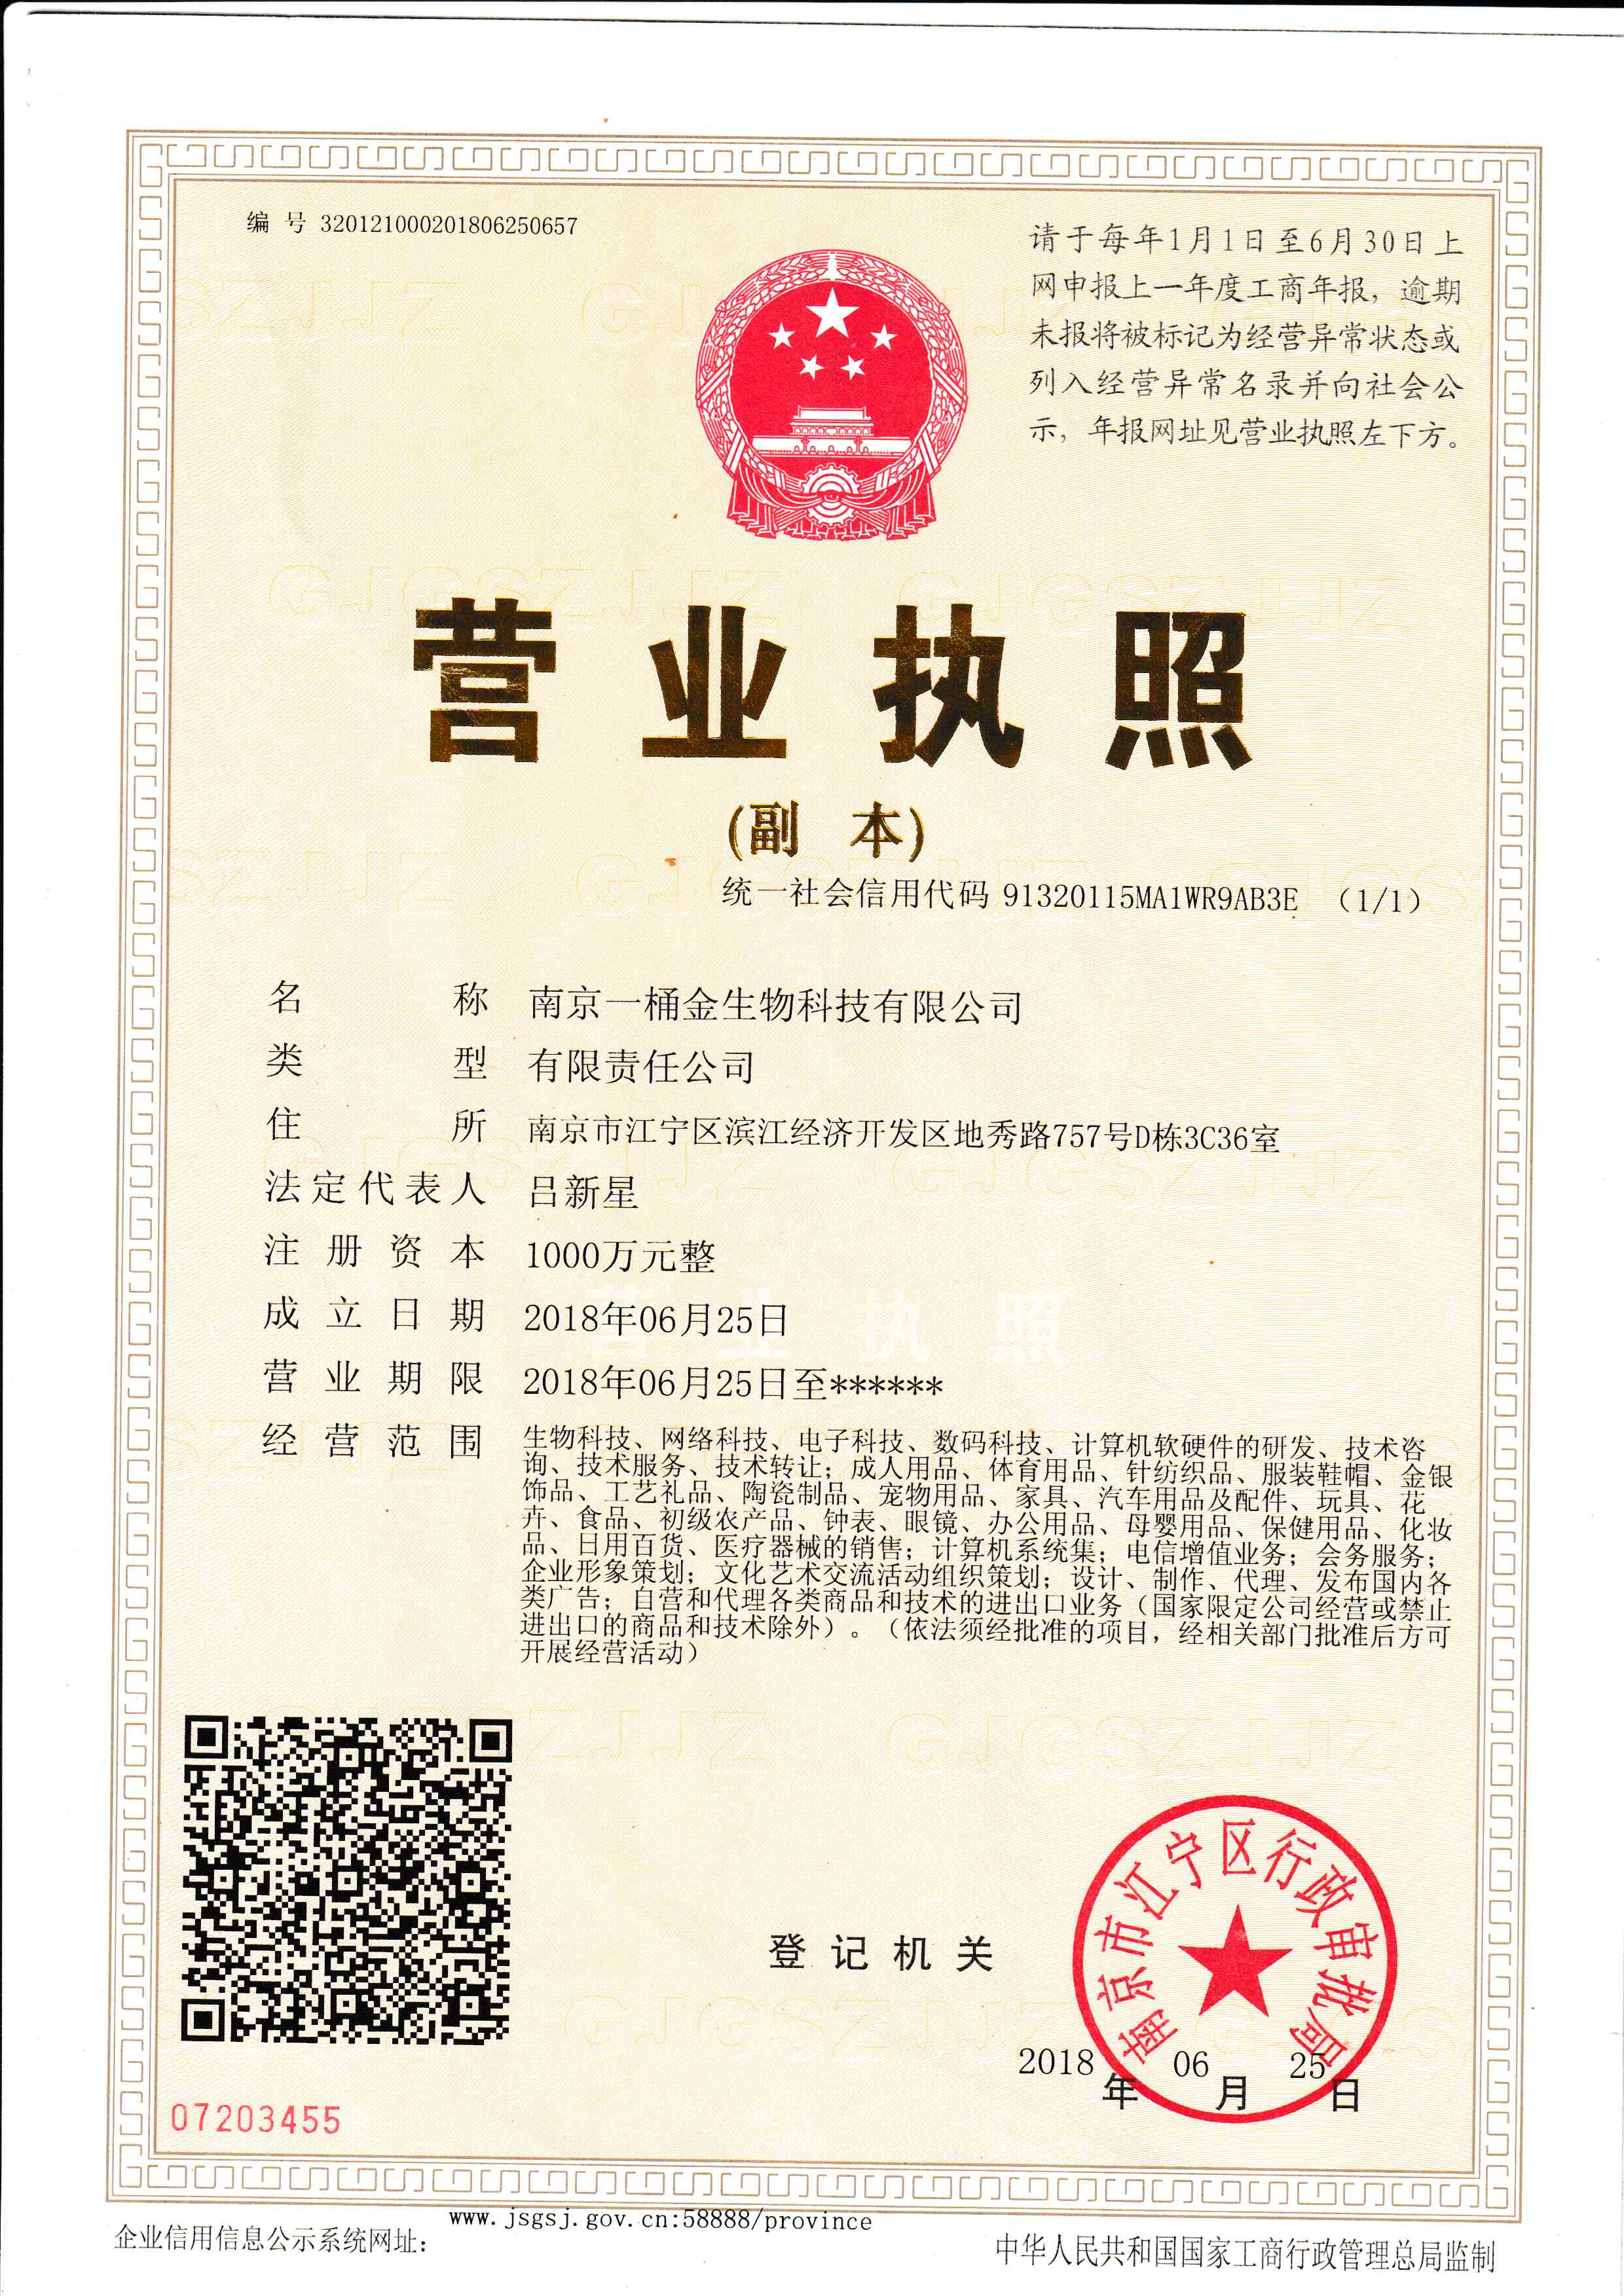 编 号 320121000201806250657
请于每年1月1日至6月30日上
网申报上一年度工商年报，逾期
未报将被标记为经营异常状态或
列入经营异常名录并向社会公
示，年报网址见营业执照左下方。
营业执照
(副 本)
统一社会信用代码 91320115MA1WR9AB3E （1/1）
名称 南京一桶金生物科技有限公司
类型 有限责任公司
住所 南京市江宁区滨江经济开发区地秀路757号D栋3C36室
法定代表人 吕新星
注册资本 1000万元整
成立日期 2018年06月25日
营业期限 2018年06月25日至******
经营范围 生物科技、网络科技、电子科技、数码科技、计算机软硬件的研发、技术咨
询、技术服务、技术转让；成人用品、体育用品、针纺织品、服装鞋帽、金银
饰品、工艺礼品、陶瓷制品、宠物用品、家具、汽车用品及配件、玩具、花
卉、食品、初级农产品、钟表、眼镜、办公用品、母婴用品、保健用品、化妆
品、日用百货、医疗器械的销售；计算机系统集；电信增值业务；会务服务；
企业形象策划；文化艺术交流活动组织策划；设计、制作、代理、发布国内各
类广告；自营和代理各类商品和技术的进出口业务（国家限定公司经营或禁止
进出口的商品和技术除外）。（依法须经批准的项目，经相关部门批准后方可
开展经营活动）
登记机关
南京市江宁区行政审批局
2018年06月25日
07203455
企业信用信息公示系统网址：www.jsgsj.gov.cn:58888/province
中华人民共和国国家工商行政管理总局监制